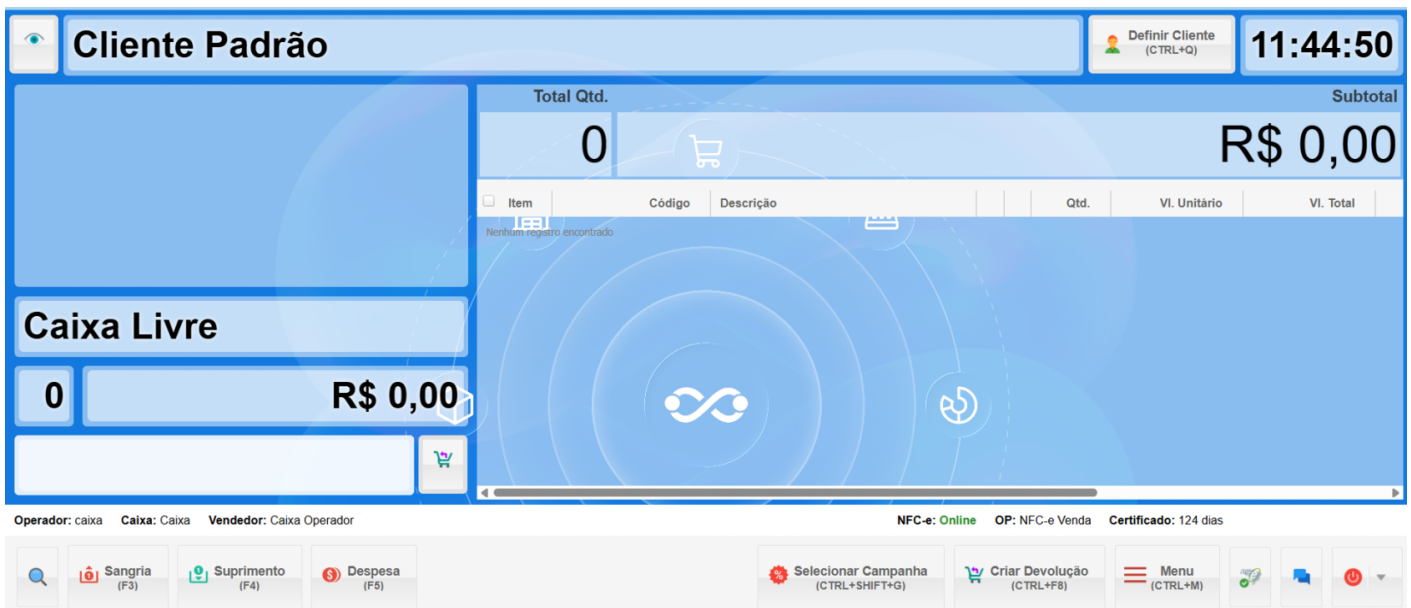 Cliente Padrão
Definir Cliente
(CTRL+Q)
11:44:50
Total Qtd.
Subtotal
0
R$ 0,00
Item Código Descrição Qtd. Vl. Unitário Vl. Total
Nenhum registro encontrado
Caixa Livre
0
R$ 0,00
Operador: caixa Caixa: Caixa Vendedor: Caixa Operador
NFC-e: Online OP: NFC-e Venda Certificado: 124 dias
Sangria
(F3)
Suprimento
(F4)
Despesa
(F5)
Selecionar Campanha
(CTRL+SHIFT+G)
Criar Devolução
(CTRL+F8)
Menu
(CTRL+M)